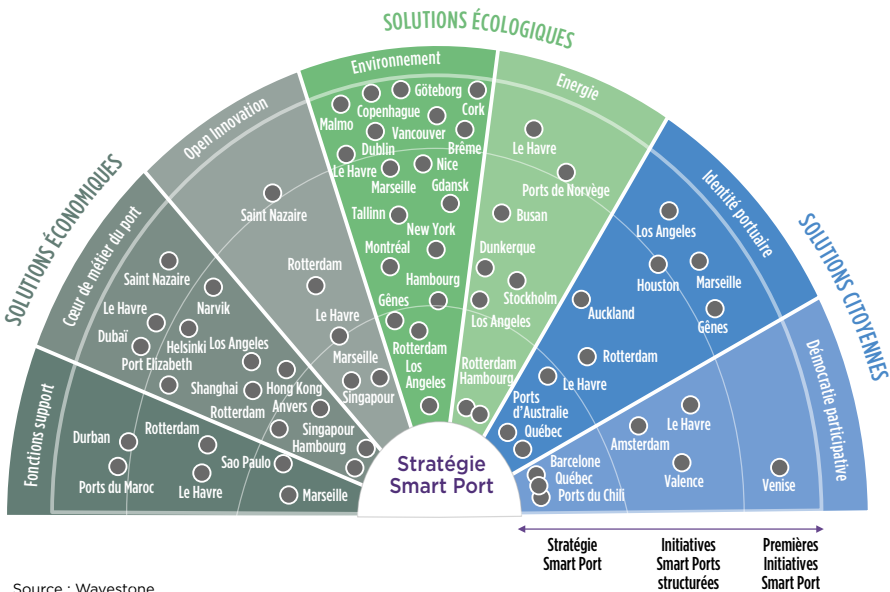 SOLUTIONS ÉCOLOGIQUES
SOLUTIONS ÉCONOMIQUES
SOLUTIONS CITOYENNES
Fonctions support
Durban
Rotterdam
Ports du Maroc
Le Havre
Sao Paulo
Marseille
Cœur de métier du port
Saint Nazaire
Narvik
Le Havre
Dubaï
Helsinki
Port Elizabeth
Los Angeles
Shanghai
Hong Kong
Rotterdam
Anvers
Singapour
Hambourg
Open Innovation
Saint Nazaire
Rotterdam
Le Havre
Marseille
Singapour
Environnement
Göteborg
Copenhague
Cork
Malmo
Vancouver
Dublin
Brême
Le Havre
Nice
Marseille
Gdansk
Tallinn
New York
Montréal
Hambourg
Gênes
Rotterdam
Los
Angeles
Energie
Le Havre
Ports de Norvège
Busan
Dunkerque
Stockholm
Los Angeles
Rotterdam
Hambourg
Identité portuaire
Los Angeles
Houston
Marseille
Gênes
Auckland
Rotterdam
Le Havre
Ports
d'Australie
Québec
Démocratie participative
Le Havre
Amsterdam
Valence
Venise
Barcelone
Québec
Ports du Chili
Stratégie
Smart Port
Stratégie
Smart Port
Initiatives
Smart Ports
structurées
Premières
Initiatives
Smart Port
Source : Wavestone